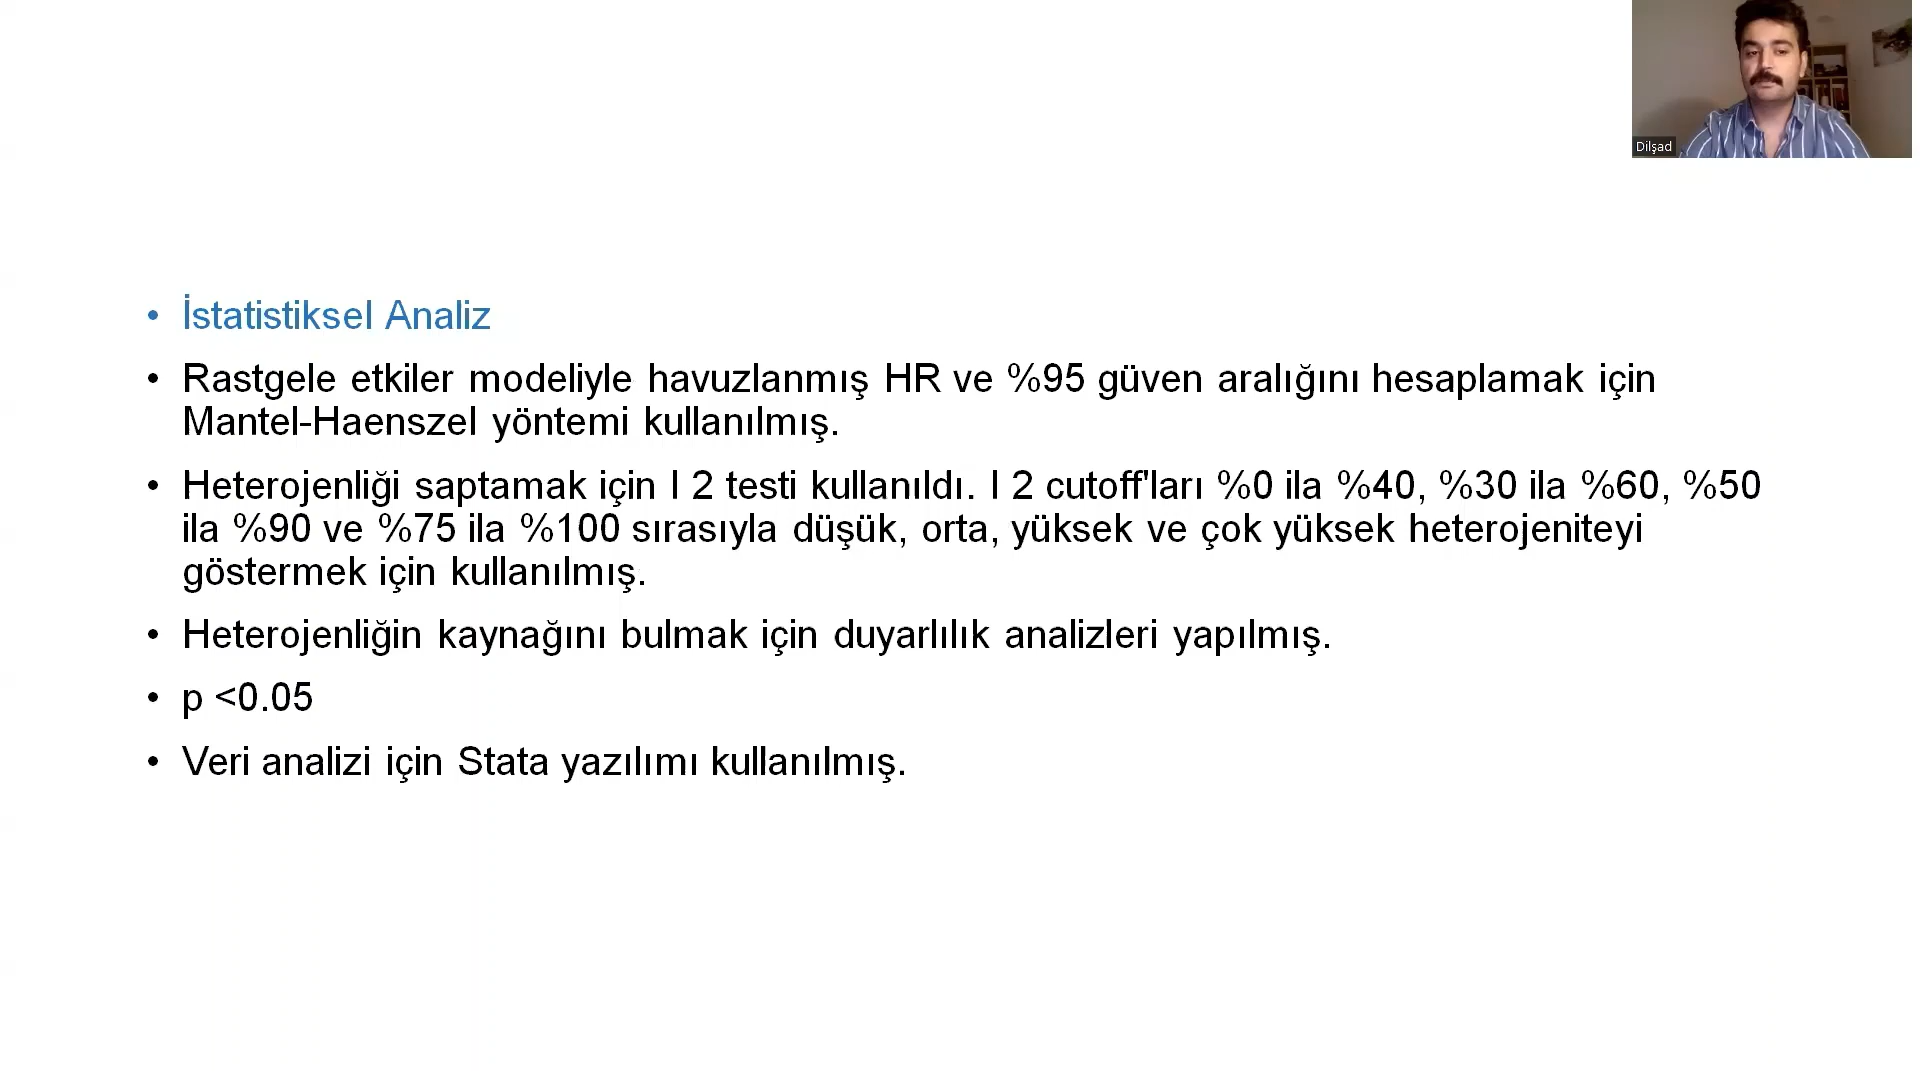 Dilşad
• İstatistiksel Analiz
• Rastgele etkiler modeliyle havuzlanmış HR ve %95 güven aralığını hesaplamak için
Mantel-Haenszel yöntemi kullanılmış.
• Heterojenliği saptamak için I 2 testi kullanıldı. I 2 cutoff'ları %0 ila %40, %30 ila %60, %50
ila %90 ve %75 ila %100 sırasıyla düşük, orta, yüksek ve çok yüksek heterojeniteyi
göstermek için kullanılmış.
• Heterojenliğin kaynağını bulmak için duyarlılık analizleri yapılmış.
• p <0.05
• Veri analizi için Stata yazılımı kullanılmış.